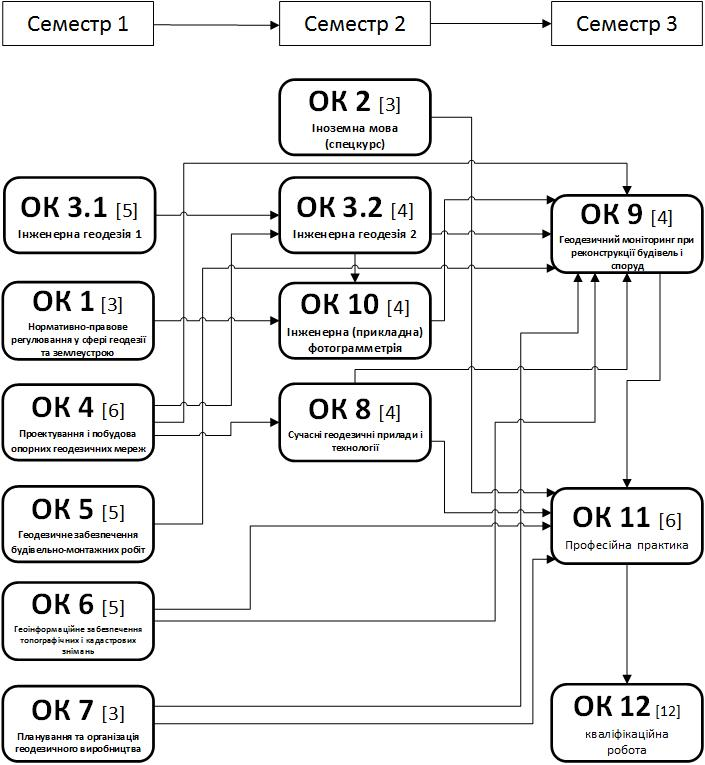 Семестр 1
Семестр 2
Семестр 3
ОК 2 [3]
Іноземна мова
(спецкурс)
ОК 3.1 [5]
Інженерна геодезія 1
ОК 3.2 [4]
Інженерна геодезія 2
ОК 9 [4]
Геодезичний моніторинг при
реконструкції будівель і
споруд
ОК 1 [3]
Нормативно-правове
регулювання у сфері геодезії
та землеустрою
ОК 10 [4]
Інженерна (прикладна)
фотограмметрія
ОК 4 [6]
Проектування і побудова
опорних геодезичних мереж
ОК 8 [4]
Сучасні геодезичні прилади і
технології
ОК 5 [5]
Геодезичне забезпечення
будівельно-монтажних робіт
ОК 11 [6]
Професійна практика
ОК 6 [5]
Геоінформаційне забезпечення
топографічних і кадастрових
знімань
ОК 7 [3]
Планування та організація
геодезичного виробництва
ОК 12 [12]
кваліфікаційна
робота